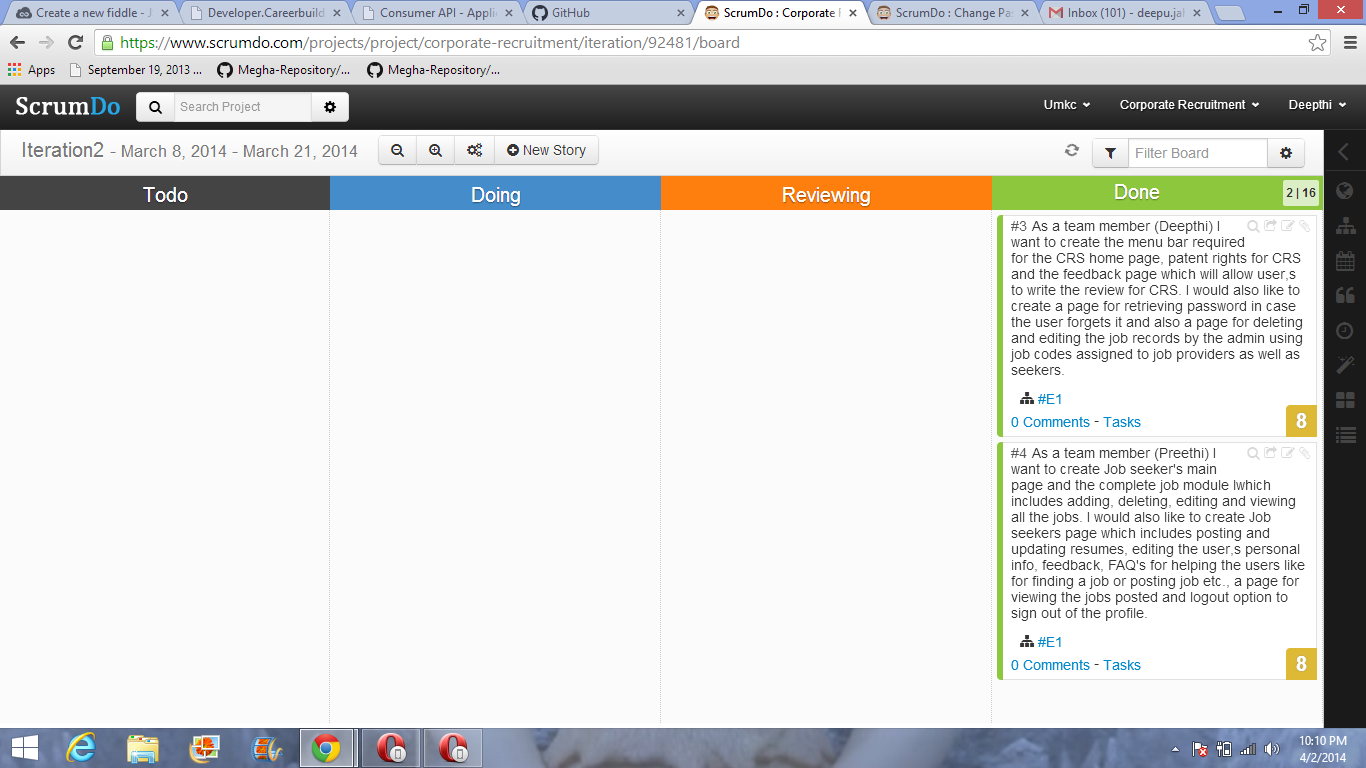 Create a new fiddle - J
Developer.Careerbuild
Consumer API - Applic
GitHub
ScrumDo : Corporate R
ScrumDo : Change Pas
Inbox (101) - deepu.jal
https://www.scrumdo.com/projects/project/corporate-recruitment/iteration/92481/board
Apps
September 19, 2013 ...
Megha-Repository/...
Megha-Repository/...
ScrumDo
Search Project
Umkc
Corporate Recruitment
Deepthi
Iteration2 - March 8, 2014 - March 21, 2014
New Story
Filter Board
Todo
Doing
Reviewing
Done
2 | 16
#3 As a team member (Deepthi) I
want to create the menu bar required
for the CRS home page, patent rights for CRS
and the feedback page which will allow user,s
to write the review for CRS. I would also like to
create a page for retrieving password in case
the user forgets it and also a page for deleting
and editing the job records by the admin using
job codes assigned to job providers as well as
seekers.
#E1
0 Comments - Tasks
8
#4 As a team member (Preethi) I
want to create Job seeker's main
page and the complete job module lwhich
includes adding, deleting, editing and viewing
all the jobs. I would also like to create Job
seekers page which includes posting and
updating resumes, editing the user,s personal
info, feedback, FAQ's for helping the users like
for finding a job or posting job etc., a page for
viewing the jobs posted and logout option to
sign out of the profile.
#E1
0 Comments - Tasks
8
10:10 PM
4/2/2014